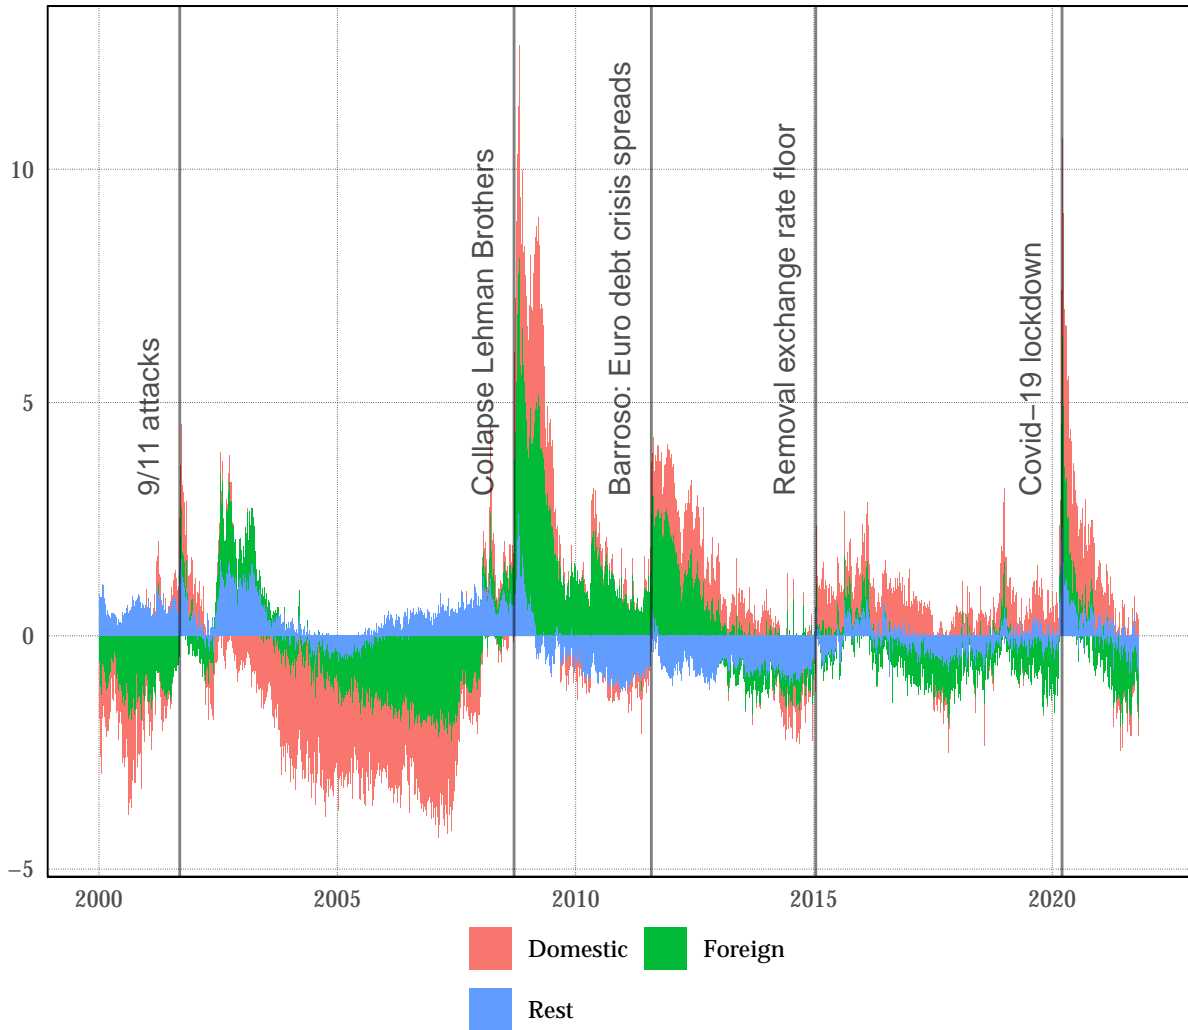 10
5
0
−5
9/11 attacks
Collapse Lehman Brothers
Barroso: Euro debt crisis spreads
Removal exchange rate floor
Covid−19 lockdown
2000
2005
2010
2015
2020
Domestic
Foreign
Rest